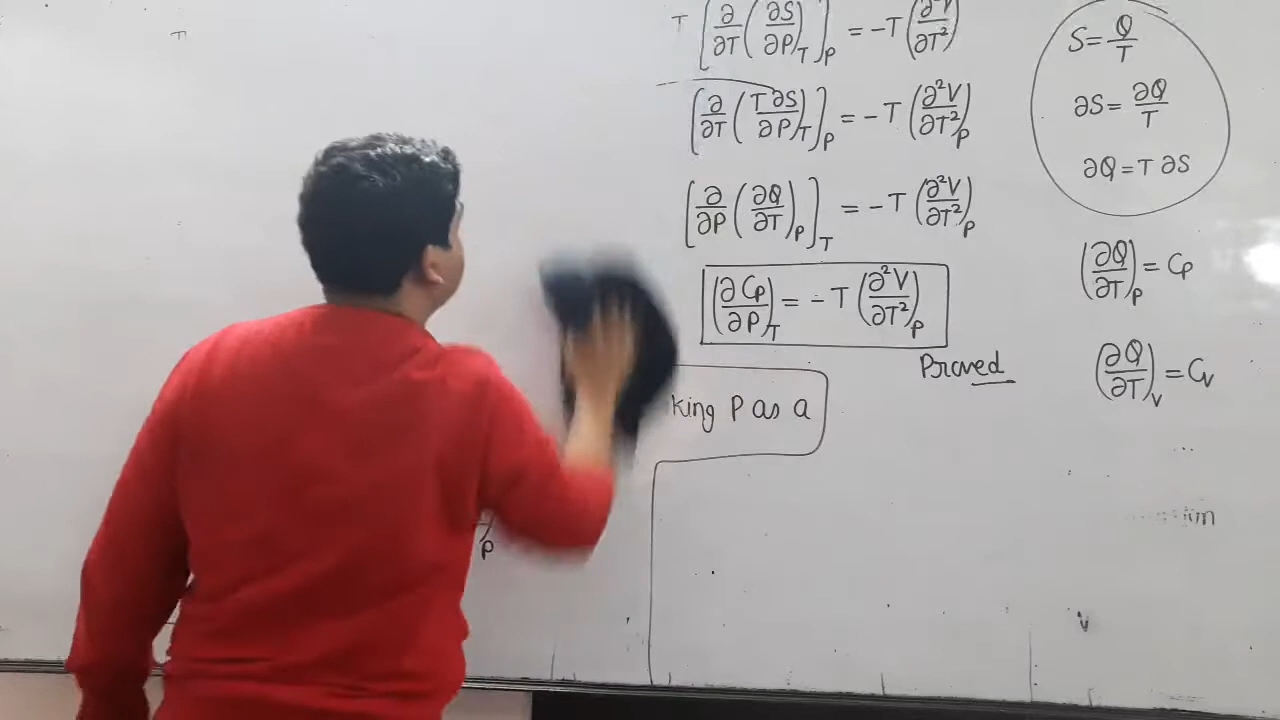 T [∂/∂T (∂S/∂P)_T]_P = -T (∂²V/∂T²)
[∂/∂T (T ∂S/∂P)_T]_P = -T (∂²V/∂T²)_P
[∂/∂P (∂Q/∂T)_P]_T = -T (∂²V/∂T²)_P
(∂Cp/∂P)_T = -T (∂²V/∂T²)_P
Proved
king P as a
P
S = Q/T
∂S = ∂Q/T
∂Q = T ∂S
(∂Q/∂T)_P = Cp
(∂Q/∂T)_V = Cv